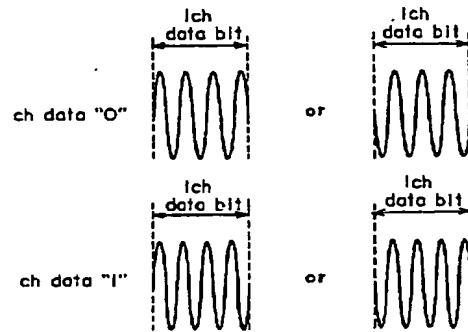 1ch
data bit
1ch
data bit
ch data "0"
or
1ch
data bit
1ch
data bit
ch data "1"
or